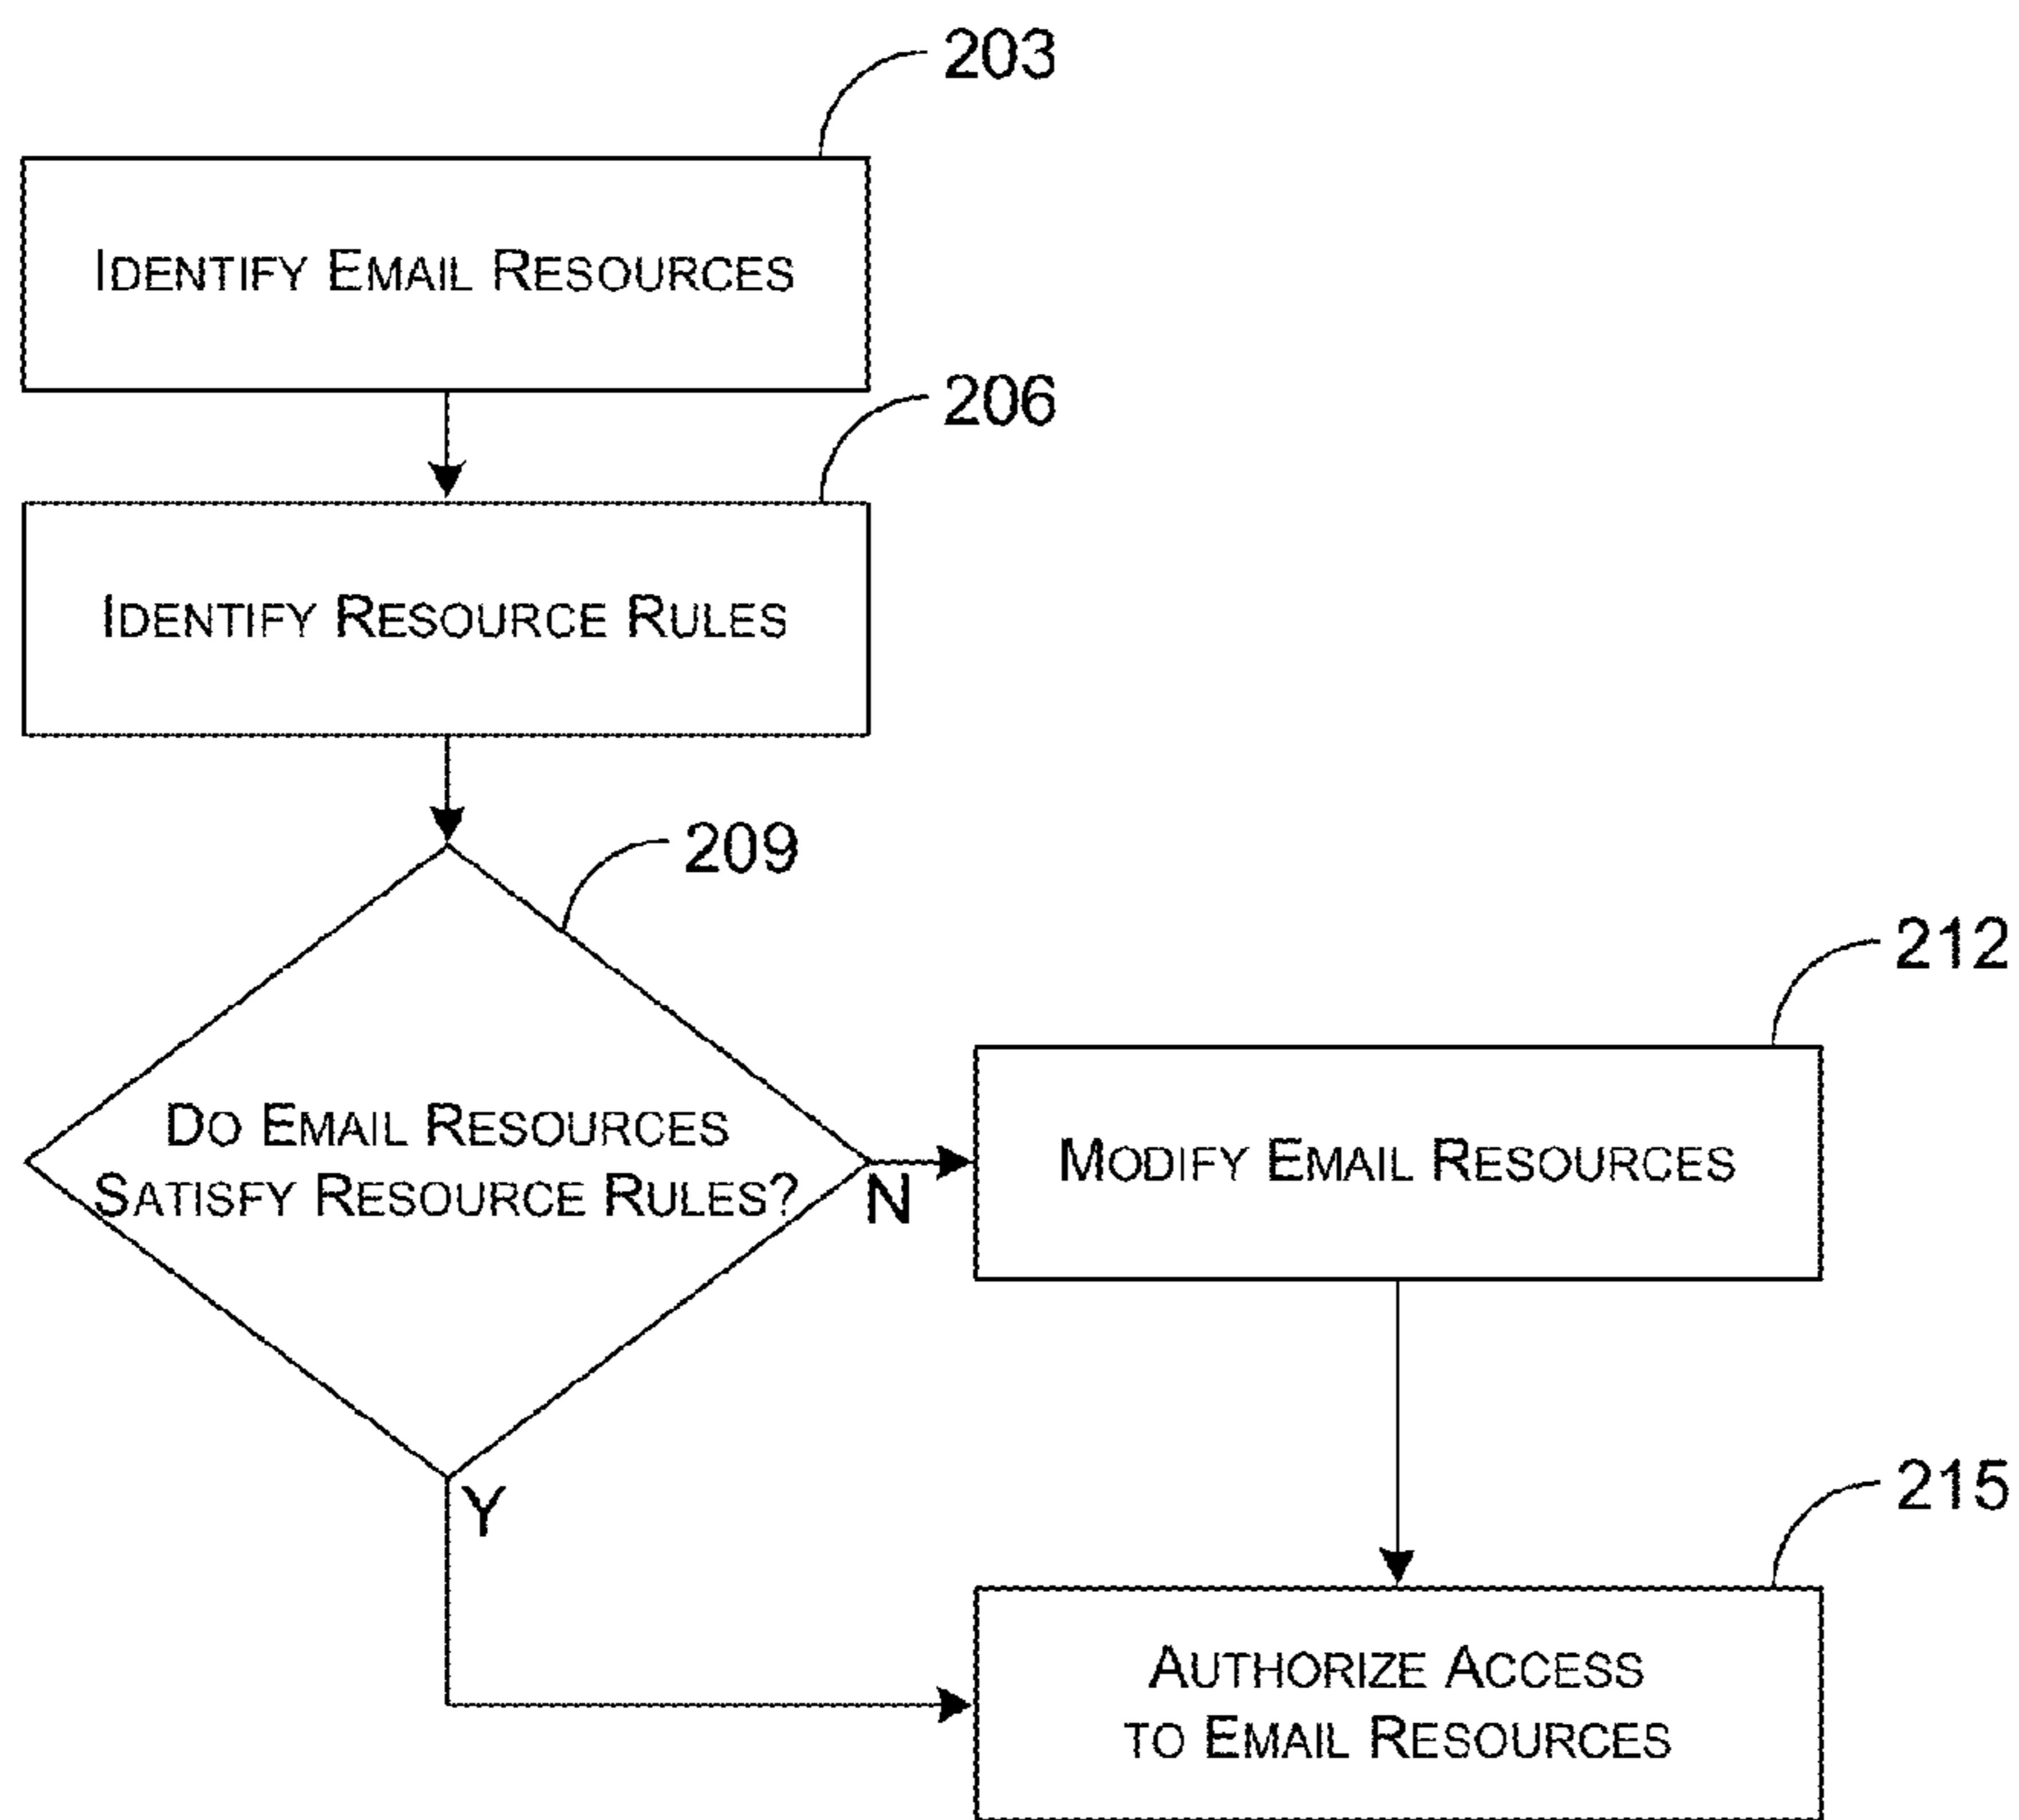 203
IDENTIFY EMAIL RESOURCES
206
IDENTIFY RESOURCE RULES
209
DO EMAIL RESOURCES
SATISFY RESOURCE RULES?
N
212
MODIFY EMAIL RESOURCES
Y
215
AUTHORIZE ACCESS
TO EMAIL RESOURCES